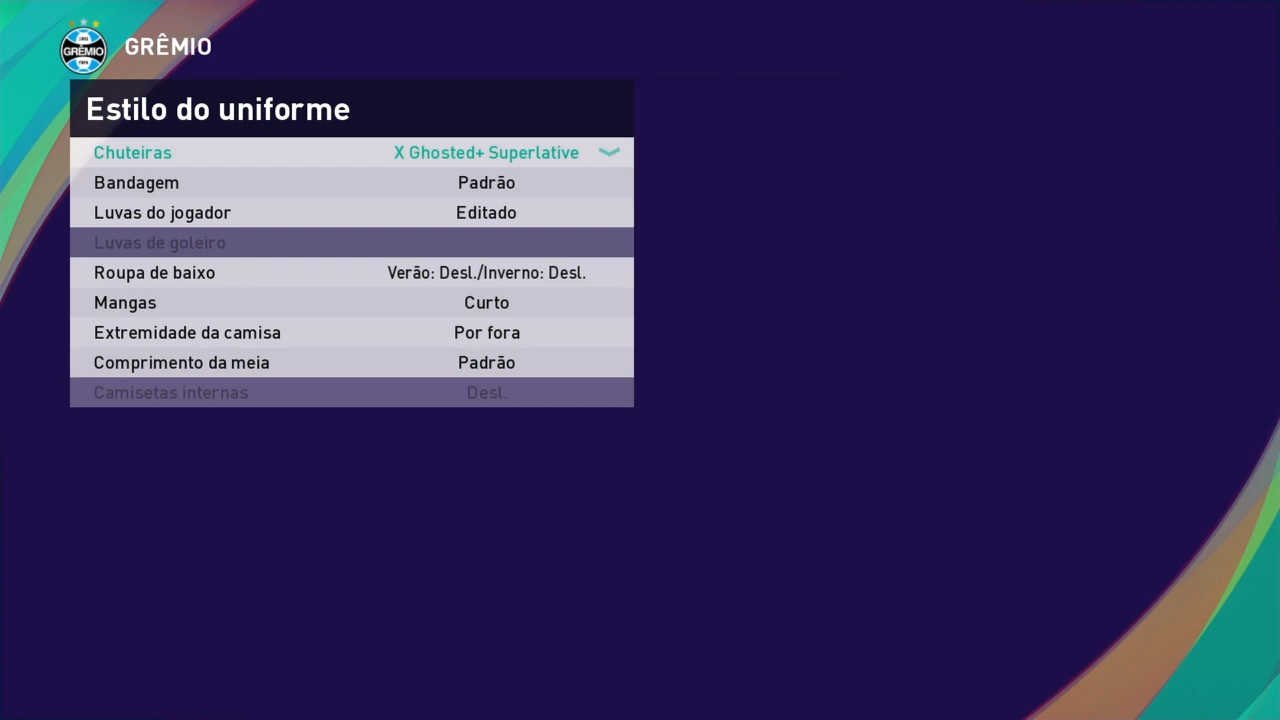 GRÊMIO
GRÊMIO
Estilo do uniforme
Chuteiras X Ghosted+ Superlative
Bandagem Padrão
Luvas do jogador Editado
Luvas de goleiro
Roupa de baixo Verão: Desl./Inverno: Desl.
Mangas Curto
Extremidade da camisa Por fora
Comprimento da meia Padrão
Camisetas internas Desl.